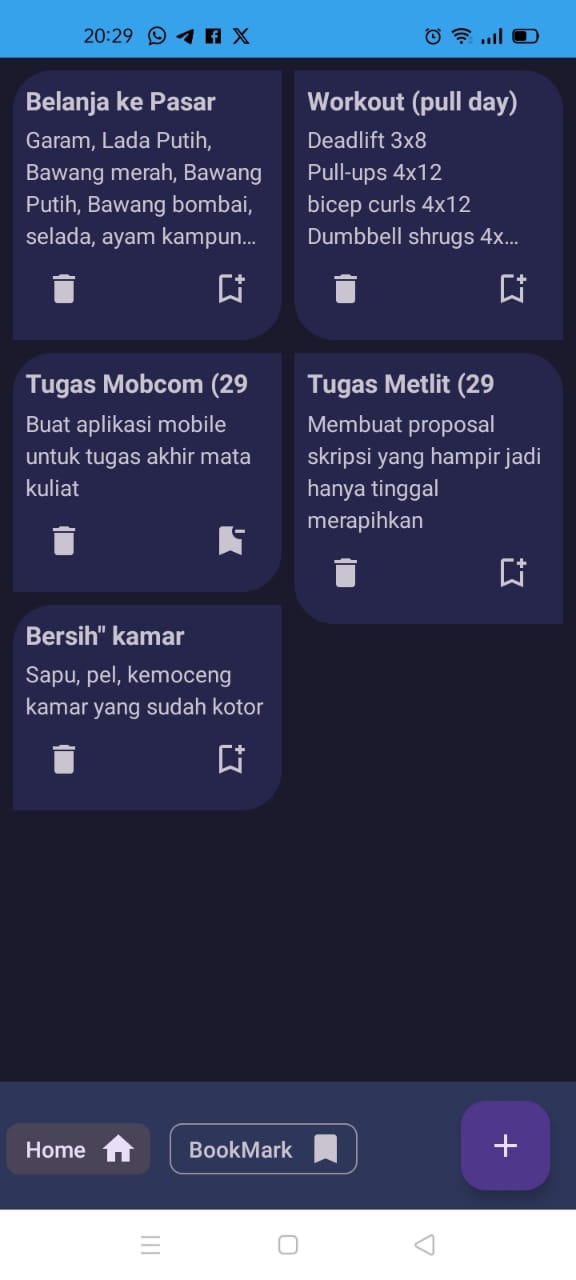 20:29
Belanja ke Pasar
Garam, Lada Putih,
Bawang merah, Bawang
Putih, Bawang bombai,
selada, ayam kampun...
Workout (pull day)
Deadlift 3x8
Pull-ups 4x12
bicep curls 4x12
Dumbbell shrugs 4x...
Tugas Mobcom (29
Buat aplikasi mobile
untuk tugas akhir mata
kuliat
Tugas Metlit (29
Membuat proposal
skripsi yang hampir jadi
hanya tinggal
merapihkan
Bersih" kamar
Sapu, pel, kemoceng
kamar yang sudah kotor
Home
BookMark